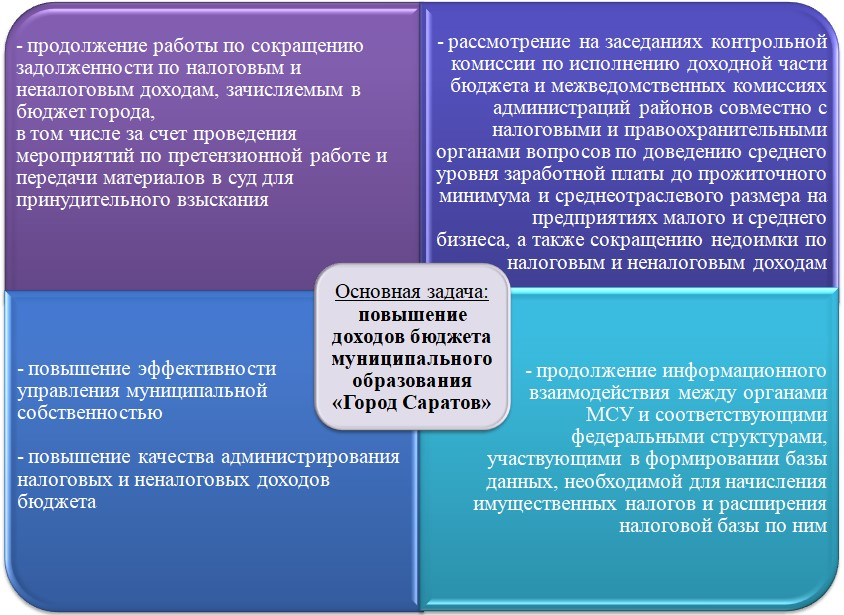 - продолжение работы по сокращению
задолженности по налоговым и
неналоговым доходам, зачисляемым в
бюджет города,
в том числе за счет проведения
мероприятий по претензионной работе и
передачи материалов в суд для
принудительного взыскания
- рассмотрение на заседаниях контрольной
комиссии по исполнению доходной части
бюджета и межведомственных комиссиях
администраций районов совместно с
налоговыми и правоохранительными
органами вопросов по доведению среднего
уровня заработной платы до прожиточного
минимума и среднеотраслевого размера на
предприятиях малого и среднего
бизнеса, а также сокращению недоимки по
налоговым и неналоговым доходам
Основная задача:
повышение
доходов бюджета
муниципального
образования
«Город Саратов»
- повышение эффективности
управления муниципальной
собственностью
- повышение качества администрирования
налоговых и неналоговых доходов
бюджета
- продолжение информационного
взаимодействия между органами
МСУ и соответствующими
федеральными структурами,
участвующими в формировании базы
данных, необходимой для начисления
имущественных налогов и расширения
налоговой базы по ним